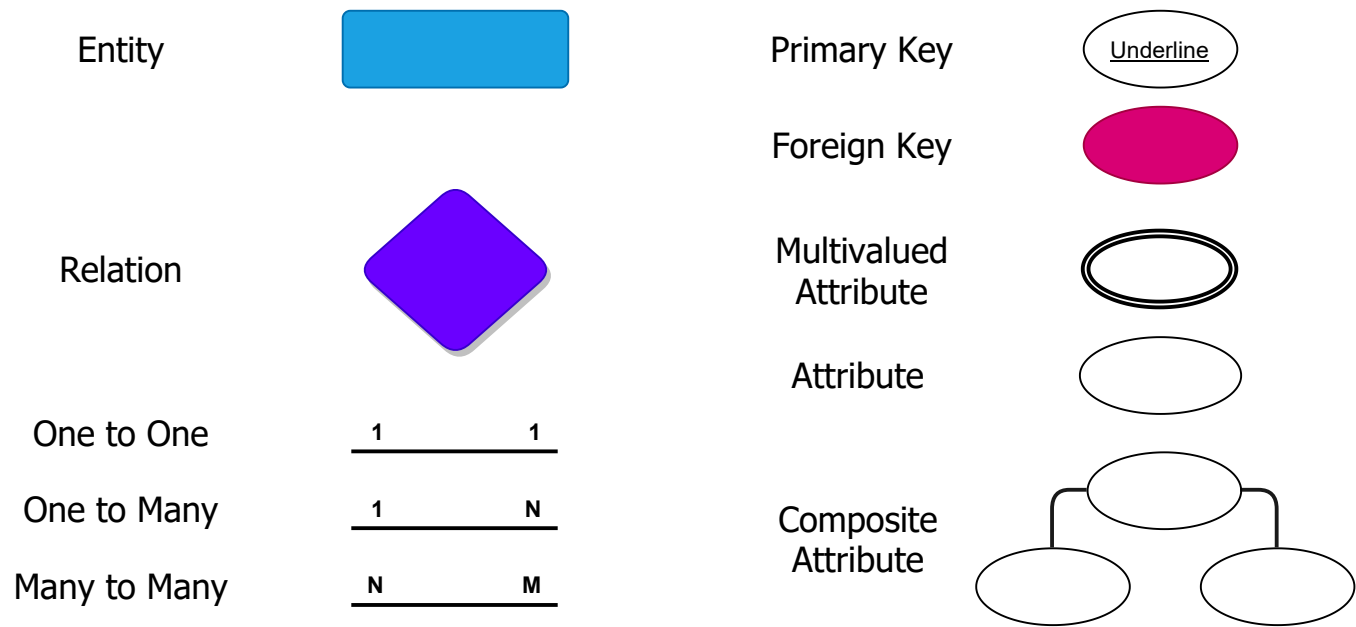 Entity
Relation
One to One
1 1
One to Many
1 N
Many to Many
N M
Primary Key
Underline
Foreign Key
Multivalued
Attribute
Attribute
Composite
Attribute